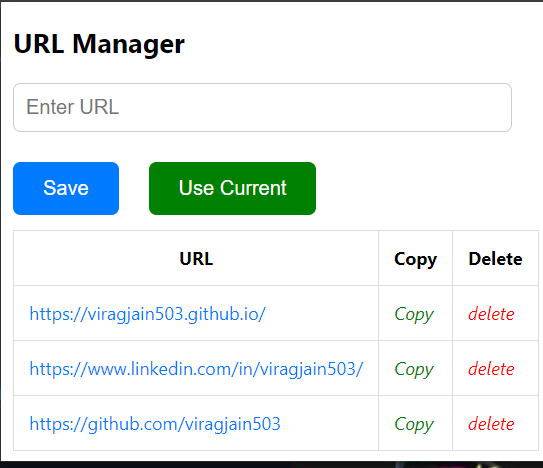 URL Manager
Enter URL
Save Use Current
URL Copy Delete
https://viragjain503.github.io/ Copy delete
https://www.linkedin.com/in/viragjain503/ Copy delete
https://github.com/viragjain503 Copy delete